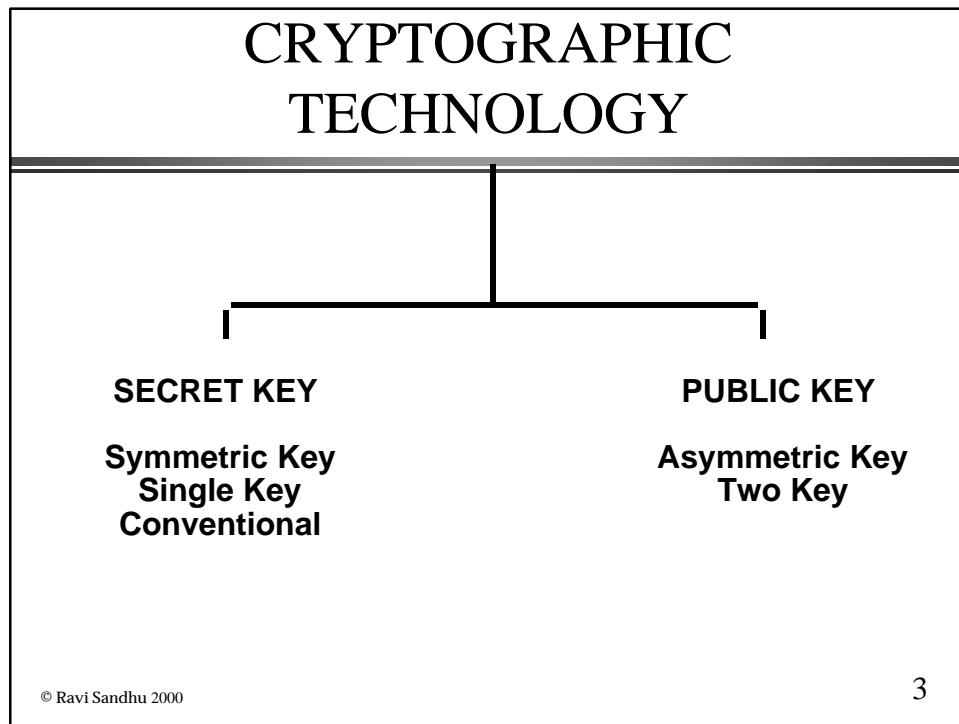 CRYPTOGRAPHIC
TECHNOLOGY
SECRET KEY
Symmetric Key
Single Key
Conventional
PUBLIC KEY
Asymmetric Key
Two Key
© Ravi Sandhu 2000
3